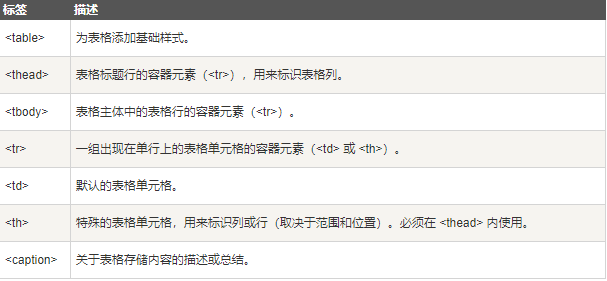 标签 描述
<table> 为表格添加基础样式。
<thead> 表格标题行的容器元素（<tr>），用来标识表格列。
<tbody> 表格主体中的表格行的容器元素（<tr>）。
<tr> 一组出现在单行上的表格单元格的容器元素（<td> 或 <th>）。
<td> 默认的表格单元格。
<th> 特殊的表格单元格，用来标识列或行（取决于范围和位置）。必须在 <thead> 内使用。
<caption> 关于表格存储内容的描述或总结。